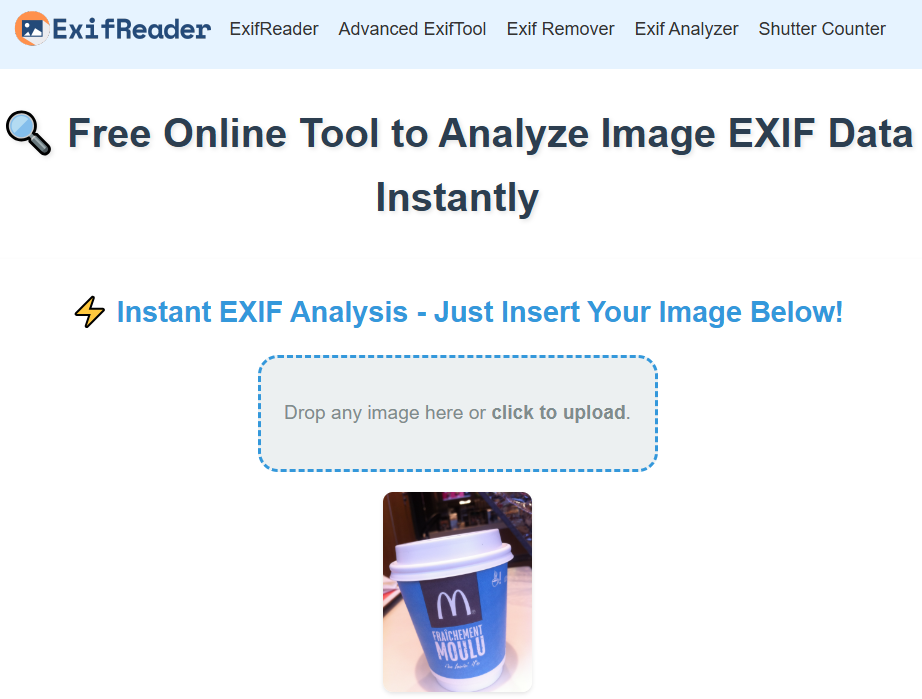 ExifReader ExifReader Advanced ExifTool Exif Remover Exif Analyzer Shutter Counter
Free Online Tool to Analyze Image EXIF Data
Instantly
Instant EXIF Analysis - Just Insert Your Image Below!
Drop any image here or click to upload.
M
FRAÎCHEMENT
MOULU